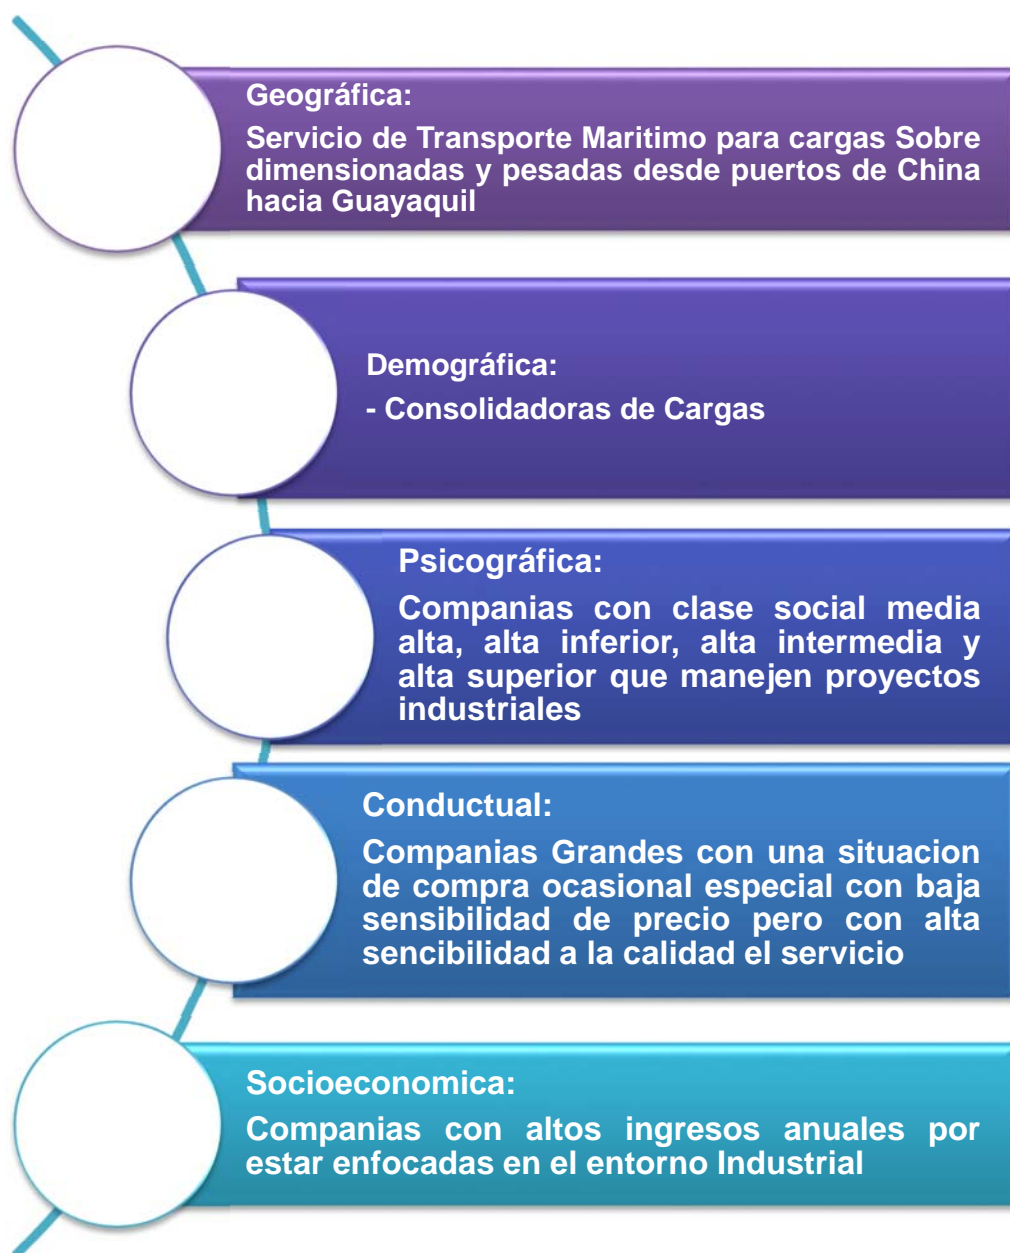 Geográfica:
Servicio de Transporte Maritimo para cargas Sobre
dimensionadas y pesadas desde puertos de China
hacia Guayaquil
Demográfica:
- Consolidadoras de Cargas
Psicográfica:
Companias con clase social media
alta, alta inferior, alta intermedia y
alta superior que manejen proyectos
industriales
Conductual:
Companias Grandes con una situacion
de compra ocasional especial con baja
sensibilidad de precio pero con alta
sencibilidad a la calidad el servicio
Socioeconomica:
Companias con altos ingresos anuales por
estar enfocadas en el entorno Industrial